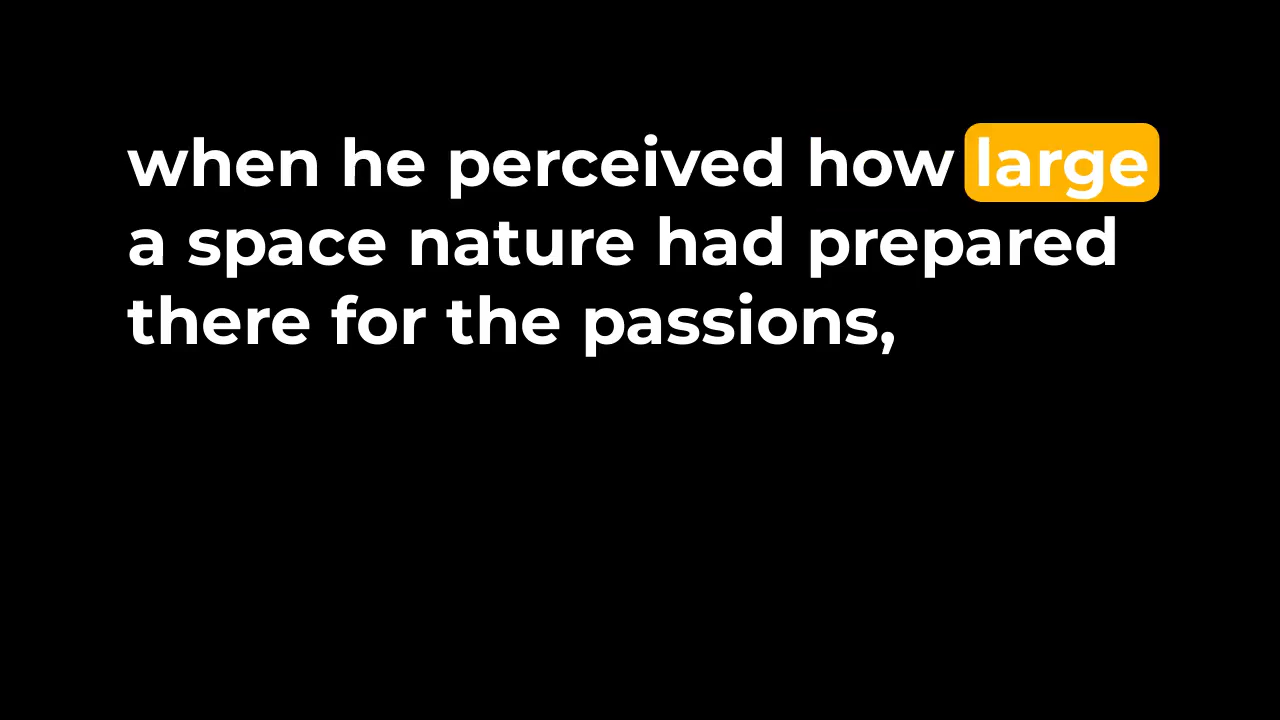 when he perceived how large
a space nature had prepared
there for the passions,